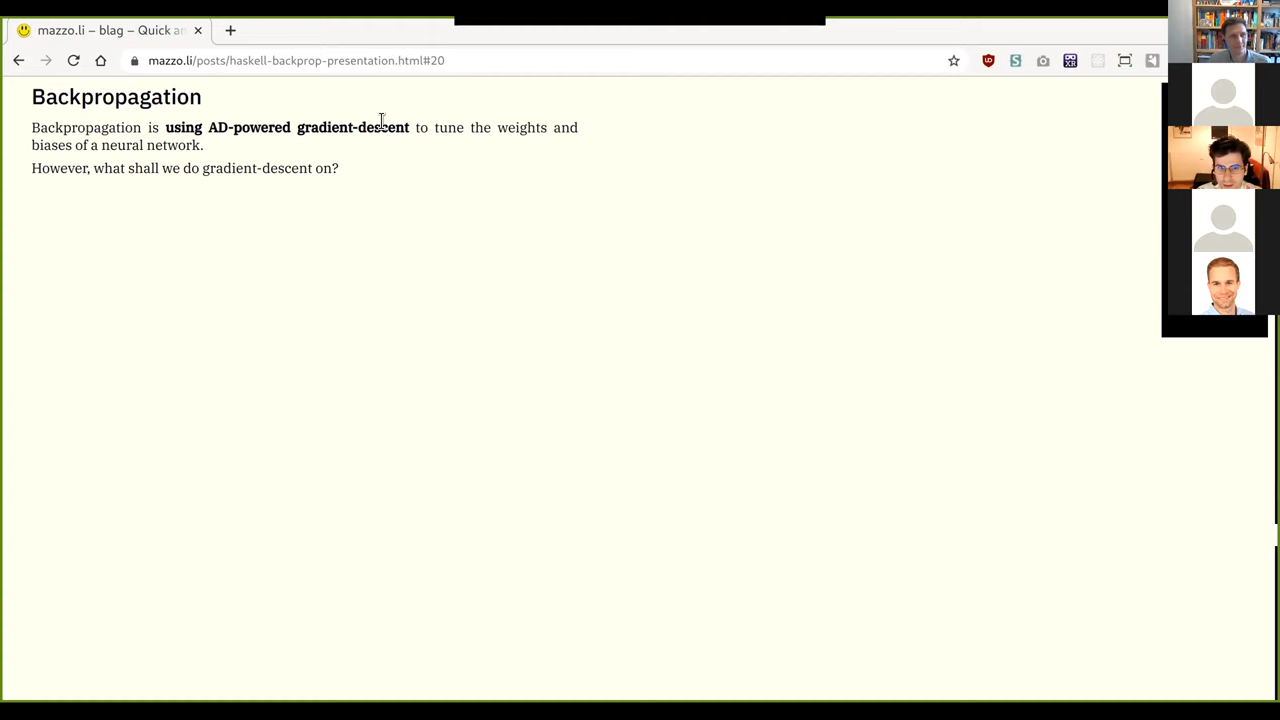 mazzo.li – blag – Quick an
mazzo.li/posts/haskell-backprop-presentation.html#20
Backpropagation
Backpropagation is using AD-powered gradient-descent to tune the weights and
biases of a neural network.
However, what shall we do gradient-descent on?